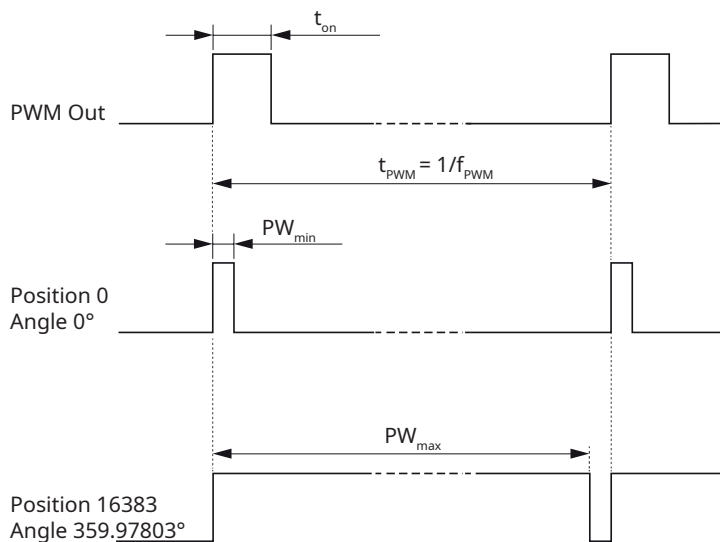 t_on
PWM Out
t_PWM = 1/f_PWM
PW_min
Position 0
Angle 0°
PW_max
Position 16383
Angle 359.97803°